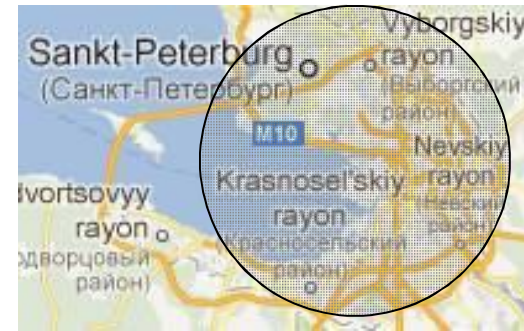 Vyborgskiy
rayon
(Выборгский
район)
Sankt-Peterburg
(Санкт-Петербург)
M10
Nevskiy
rayon
(Невский
район)
Krasnosel'skiy
rayon
(Красносельский
район)
dvortsovyy
rayon
одворцовый
район)